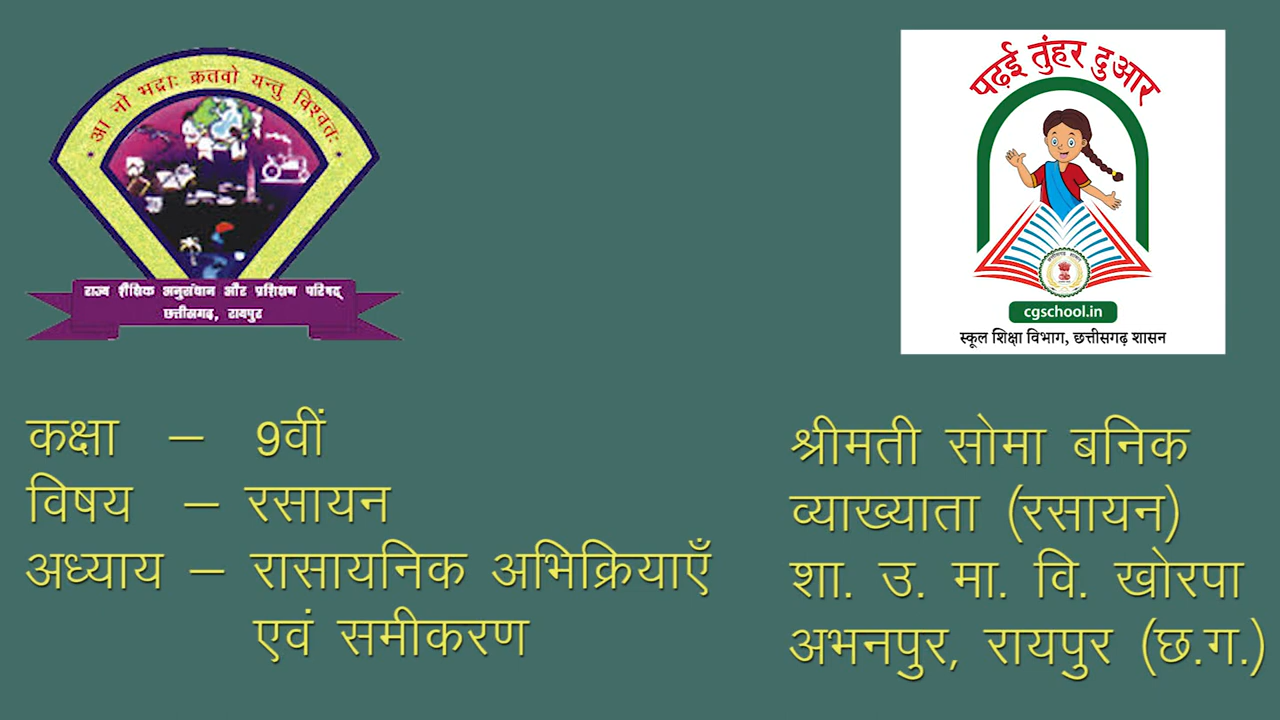 आ नो भद्राः क्रतवो यन्तु विश्वतः
राज्य शैक्षिक अनुसंधान और प्रशिक्षण परिषद्
छत्तीसगढ़, रायपुर
पढ़ई तुंहर दुआर
cgschool.in
स्कूल शिक्षा विभाग, छत्तीसगढ़ शासन
कक्षा – 9वीं
विषय – रसायन
अध्याय – रासायनिक अभिक्रियाएँ
एवं समीकरण
श्रीमती सोमा बनिक
व्याख्याता (रसायन)
शा. उ. मा. वि. खोरपा
अभनपुर, रायपुर (छ.ग.)